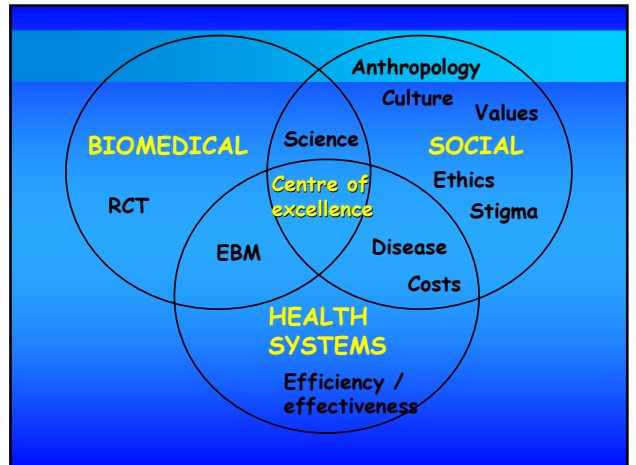 Anthropology
Culture
Values
BIOMEDICAL
Science
SOCIAL
Centre of
excellence
Ethics
RCT
Stigma
EBM
Disease
Costs
HEALTH
SYSTEMS
Efficiency /
effectiveness